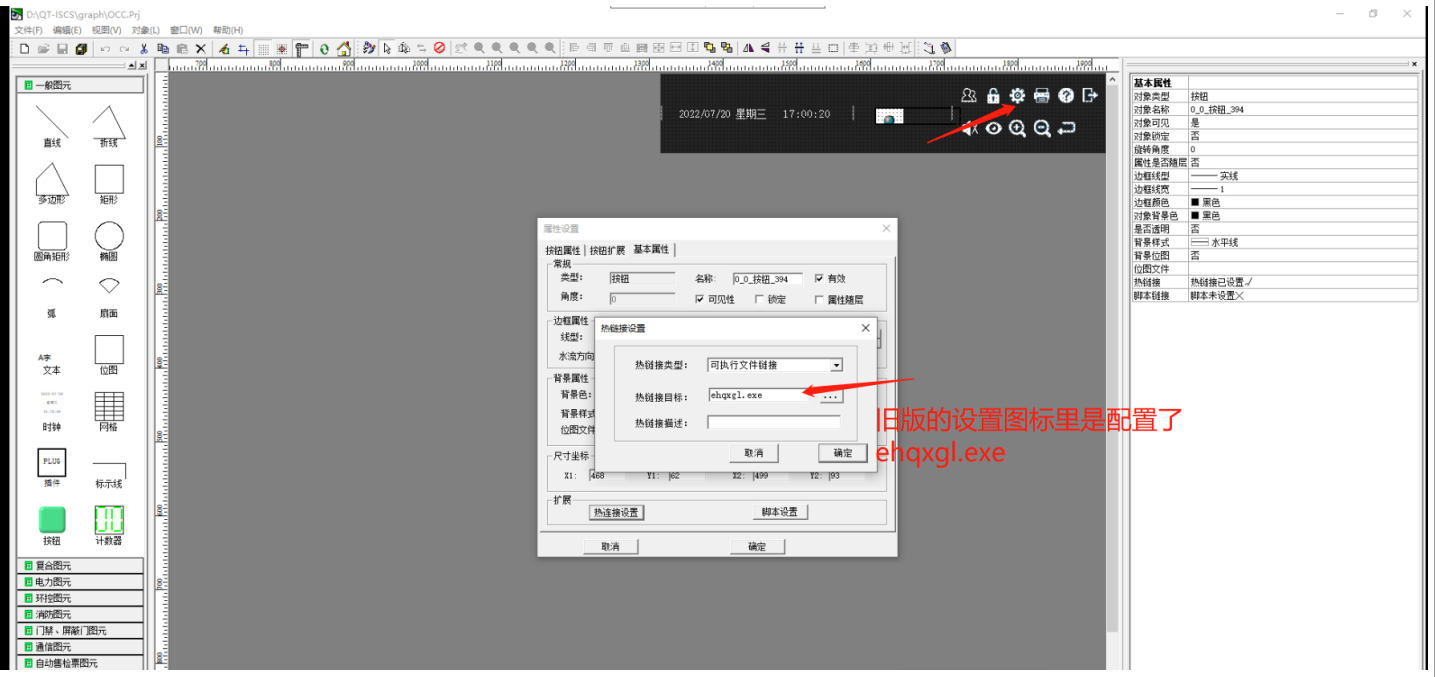 D:\QT-ISCS\graph\OCC.Prj
文件(F) 编辑(E) 视图(V) 对象(L) 窗口(W) 帮助(H)
700 800 900 1000 1100 1200 1300 1400 1500 1600 1700 1800 1900
一般图元
直线 折线
多边形 矩形
圆角矩形 椭圆
弧 扇面
A字
文本 位图
时钟 网格
PLUG
插件 标示线
按钮 计数器
复合图元
电力图元
环控图元
消防图元
门禁、屏蔽门图元
通信图元
自动售检票图元
2022/07/20 星期三 17:00:20
属性设置
按钮属性 按钮扩展 基本属性
常规
类型: 按钮 名称: 0_0_按钮_394 有效
角度: 0 可见性 锁定 属性随层
边框属性
线型:
水流方向
背景属性
背景色:
背景样式
位图文件
尺寸坐标
X1: 468 Y1: 62 X2: 499 Y2: 93
扩展
热连接设置 脚本设置
取消 确定
热链接设置
热链接类型: 可执行文件链接
热链接目标: ehqxgl.exe ...
热链接描述:
取消 确定
旧版的设置图标里是配置了
ehqxgl.exe
基本属性
对象类型 按钮
对象名称 0_0_按钮_394
对象可见 是
对象锁定 否
旋转角度 0
属性是否随层 否
边框线型 实线
边框线宽 1
边框颜色 黑色
对象背景色 黑色
是否透明 否
背景样式 水平线
背景位图 否
位图文件
热链接 热链接已设置√
脚本链接 脚本未设置×